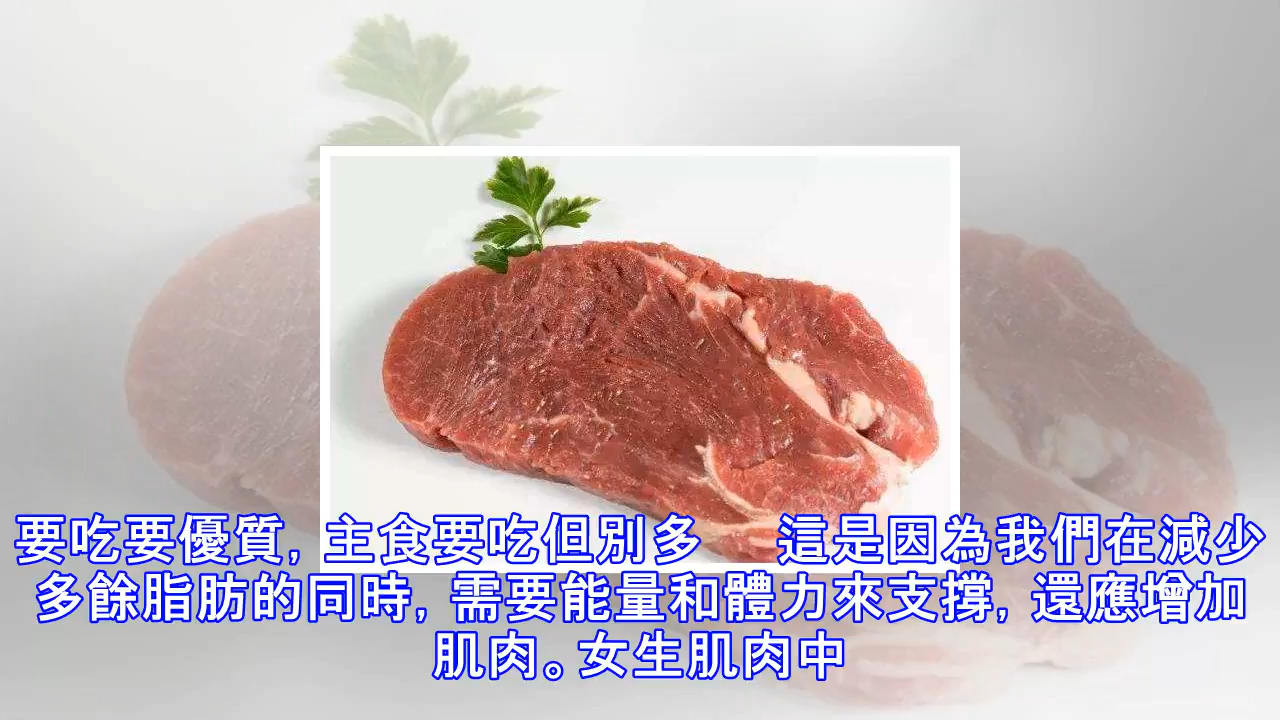 要吃要優質, 主食要吃但別多　這是因為我們在減少
多餘脂肪的同時, 需要能量和體力來支撐, 還應增加
肌肉。女生肌肉中